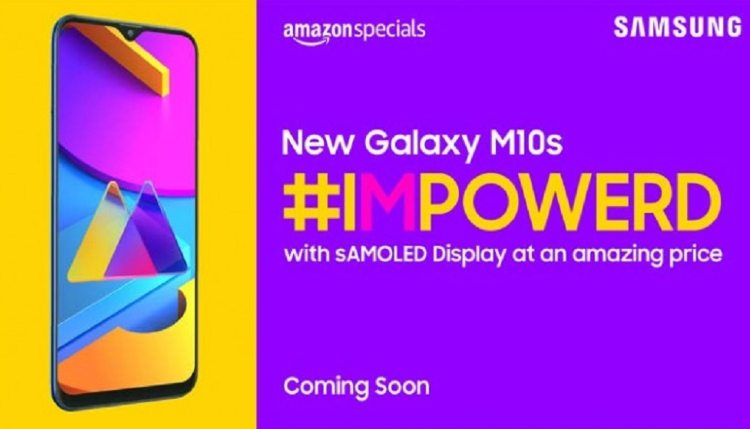 amazonspecials
SAMSUNG
New Galaxy M10s
#IMPOWERD
with sAMOLED Display at an amazing price
Coming Soon